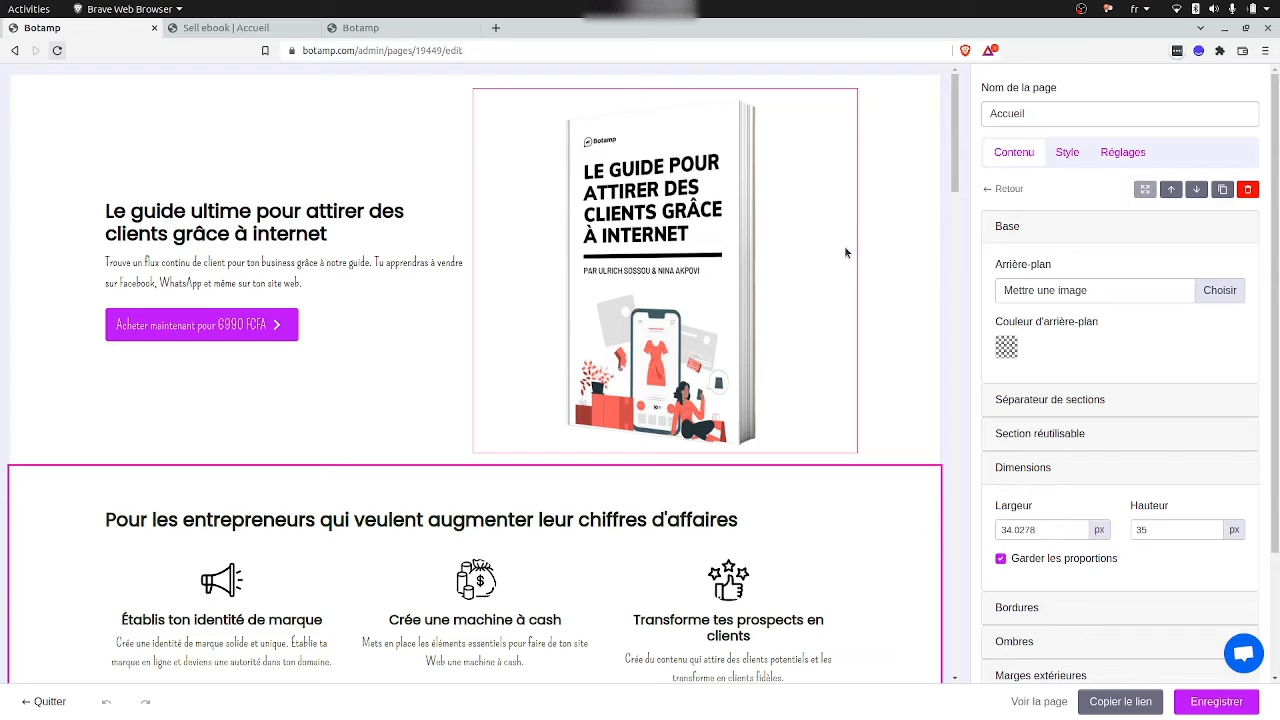 Activities
Brave Web Browser
fr
Botamp
Sell ebook | Accueil
Botamp
botamp.com/admin/pages/19449/edit
Le guide ultime pour attirer des
clients grâce à internet
Trouve un flux continu de client pour ton business grâce à notre guide. Tu apprendras à vendre
sur Facebook, WhatsApp et même sur ton site web.
Acheter maintenant pour 6990 FCFA
Botamp
LE GUIDE POUR
ATTIRER DES
CLIENTS GRÂCE
À INTERNET
PAR ULRICH SOSSOU & NINA AKPOVI
Pour les entrepreneurs qui veulent augmenter leur chiffres d'affaires
Établis ton identité de marque
Crée une identité de marque solide et unique. Établis ta
marque en ligne et deviens une autorité dans ton domaine.
Crée une machine à cash
Mets en place les éléments essentiels pour faire de ton site
Web une machine à cash.
Transforme tes prospects en
clients
Crée du contenu qui attire des clients potentiels et les
transforme en clients fidèles.
Nom de la page
Accueil
Contenu
Style
Réglages
Retour
Base
Arrière-plan
Mettre une image
Choisir
Couleur d'arrière-plan
Séparateur de sections
Section réutilisable
Dimensions
Largeur
Hauteur
34.0278
px
35
px
Garder les proportions
Bordures
Ombres
Marges extérieures
Quitter
Voir la page
Copier le lien
Enregistrer